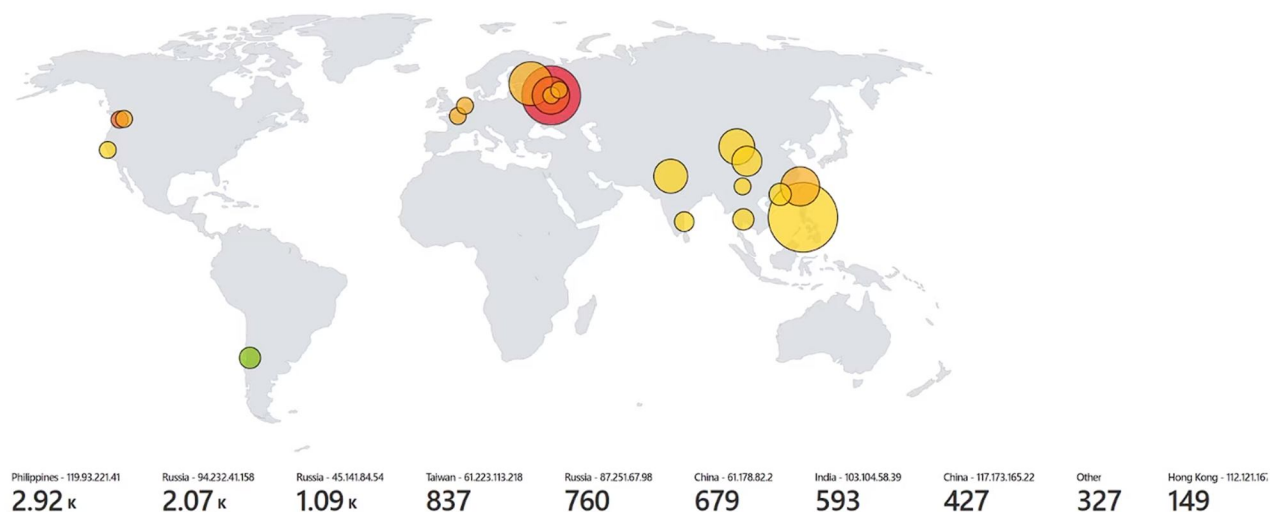 Philippines - 119.93.221.41 Russia - 94.232.41.158 Russia - 45.141.84.54 Taiwan - 61.223.113.218 Russia - 87.251.67.98 China - 61.178.82.2 India - 103.104.58.39 China - 117.173.165.22 Other Hong Kong - 112.121.16
2.92 K 2.07 K 1.09 K 837 760 679 593 427 327 149